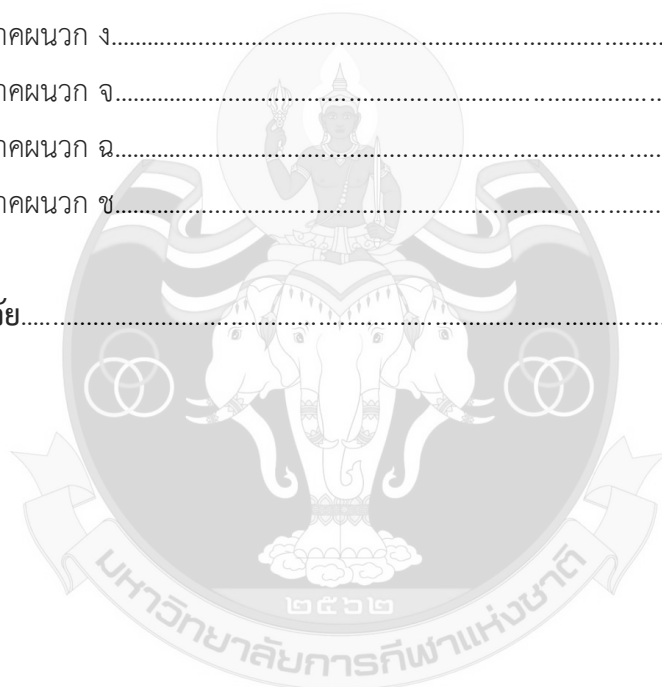 าคผนวก ง
าคผนวก จ
าคผนวก ฉ
าคผนวก ช
ัย
๒๕๖๒
มหาวิทยาลัยการกีฬาแห่งชาติ